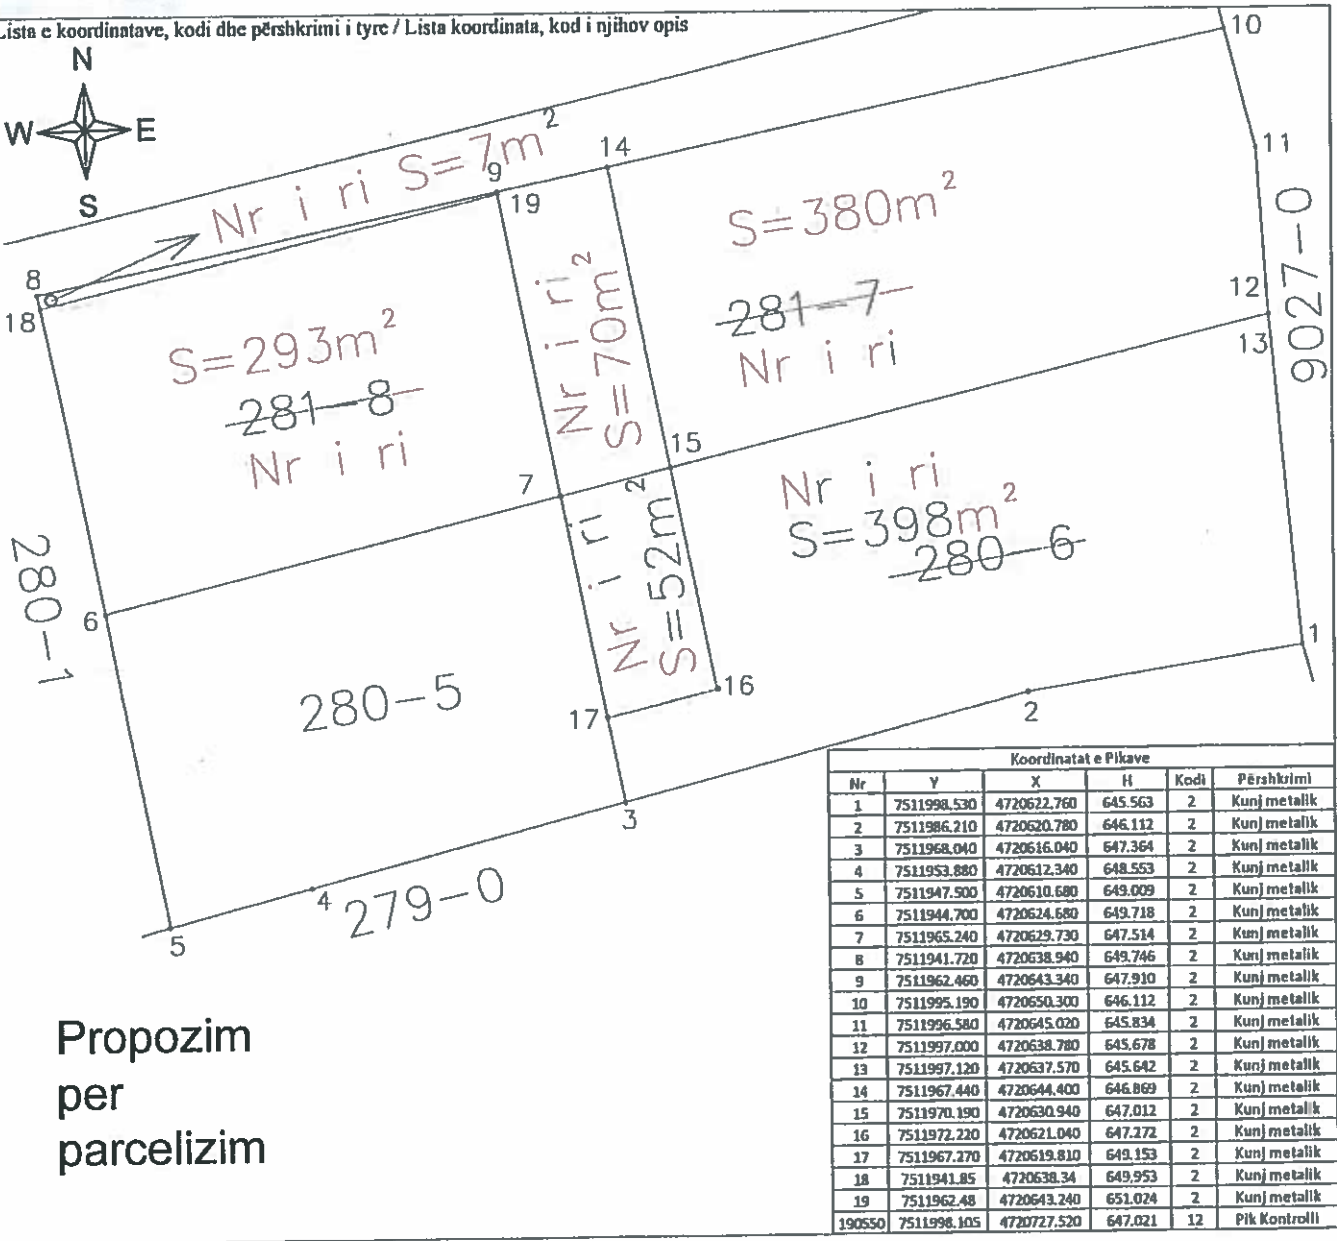 Lista e koordinatave, kodi dhe përshkrimi i tyre / Lista koordinata, kod i njihov opis
N
W E
S
10
11
14
9
19
Nr i ri S=7m²
8
18
S=380m²
281-7
Nr i ri
12
13
9027-0
S=293m²
281-8
Nr i ri
Nr i ri
S=70m²
7
15
Nr i ri
S=398m²
280-6
Nr i ri
S=52m²
280-1
6
1
280-5
17
16
2
3
4
279-0
5
Propozim
per
parcelizim
Koordinatat e Pikave
Nr Y X H Kodi Përshkrimi
1 7511998.530 4720622.760 645.563 2 Kunj metalik
2 7511986.210 4720620.780 646.112 2 Kunj metalik
3 7511968.040 4720616.040 647.364 2 Kunj metalik
4 7511953.880 4720612.340 648.553 2 Kunj metalik
5 7511947.500 4720610.680 649.009 2 Kunj metalik
6 7511944.700 4720624.680 649.718 2 Kunj metalik
7 7511965.240 4720629.730 647.514 2 Kunj metalik
8 7511941.720 4720638.940 649.746 2 Kunj metalik
9 7511962.460 4720643.340 647.910 2 Kunj metalik
10 7511995.190 4720650.300 646.112 2 Kunj metalik
11 7511996.580 4720645.020 645.834 2 Kunj metalik
12 7511997.000 4720638.780 645.678 2 Kunj metalik
13 7511997.120 4720637.570 645.642 2 Kunj metalik
14 7511967.440 4720644.400 646.869 2 Kunj metalik
15 7511970.190 4720630.940 647.012 2 Kunj metalik
16 7511972.220 4720621.040 647.272 2 Kunj metalik
17 7511967.270 4720619.810 649.153 2 Kunj metalik
18 7511941.85 4720638.34 649.953 2 Kunj metalik
19 7511962.48 4720643.240 651.024 2 Kunj metalik
190550 7511998.105 4720727.520 647.021 12 Pik Kontrolli